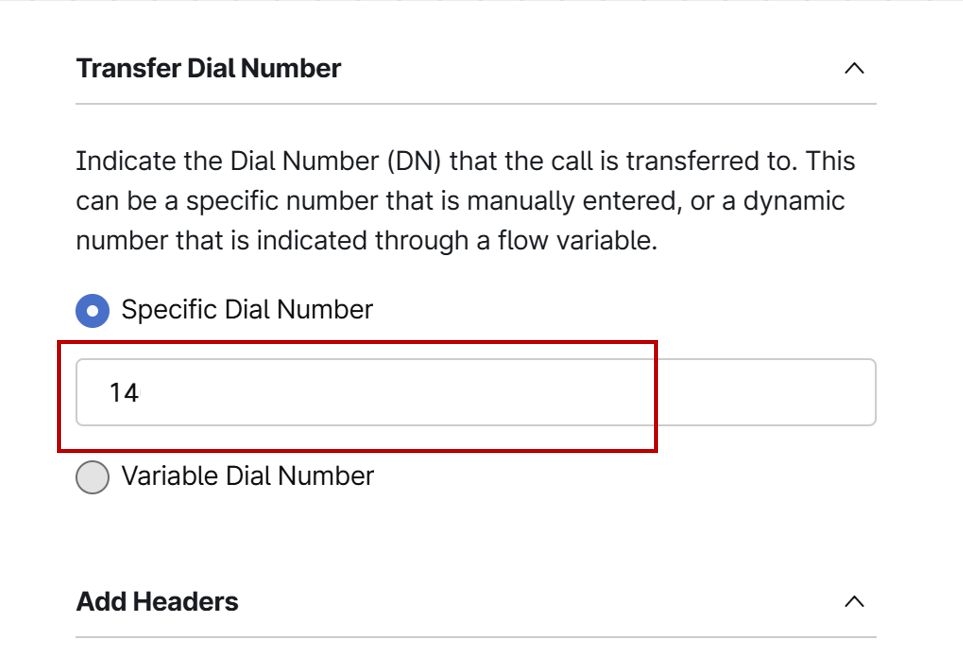 Transfer Dial Number
Indicate the Dial Number (DN) that the call is transferred to. This
can be a specific number that is manually entered, or a dynamic
number that is indicated through a flow variable.
Specific Dial Number
14
Variable Dial Number
Add Headers